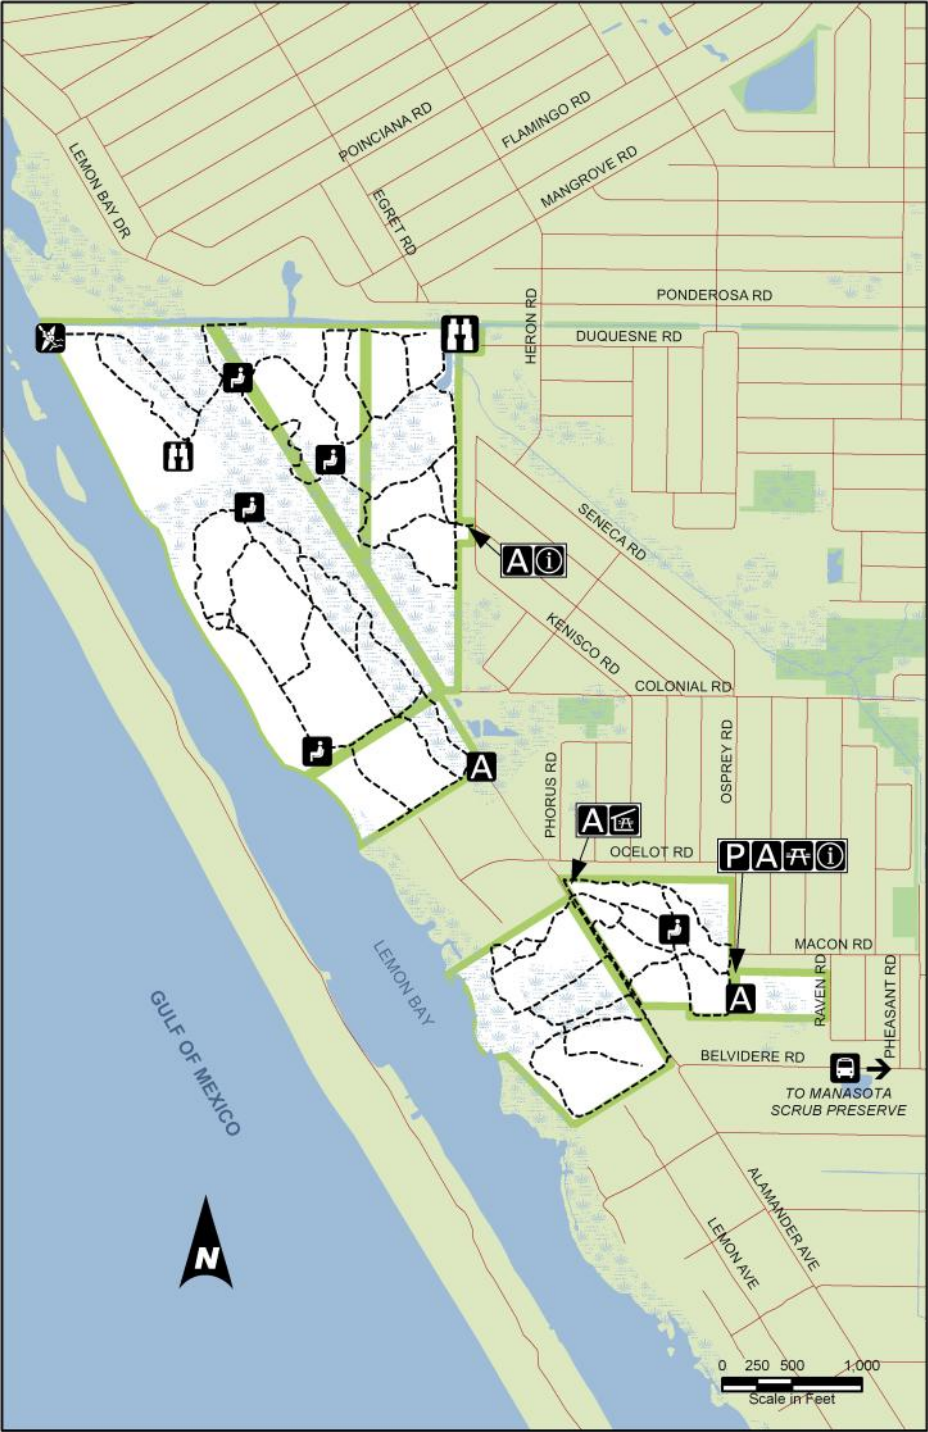 POINCIANA RD
FLAMINGO RD
MANGROVE RD
LEMON BAY DR
EGRET RD
PONDEROSA RD
HERON RD
DUQUESNE RD
SENECA RD
A i
KENISCO RD
COLONIAL RD
OSPREY RD
PHORUS RD
A
A
OCELOT RD
P A i
MACON RD
LEMON BAY
RAVEN RD
PHEASANT RD
A
GULF OF MEXICO
BELVIDERE RD
TO MANASOTA
SCRUB PRESERVE
ALAMANDER AVE
LEMON AVE
N
0 250 500 1,000
Scale in Feet